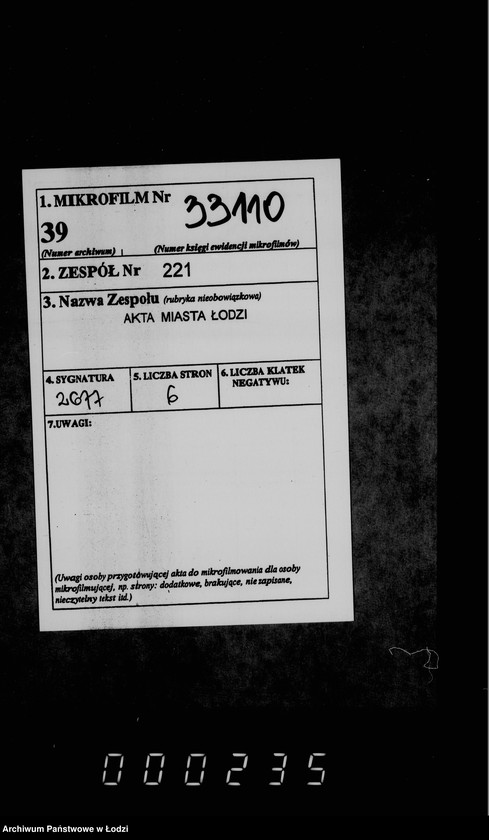 1. MIKROFILM Nr 33110
39
(Numer archiwum) (Numer księgi ewidencji mikrofilmów)
2. ZESPÓŁ Nr 221
3. Nazwa Zespołu (rubryka nieobowiązkowa)
AKTA MIASTA ŁODZI
4. SYGNATURA 5. LICZBA STRON 6. LICZBA KLATEK
NEGATYWU:
2677 6
7.UWAGI:
(Uwagi osoby przygotowującej akta do mikrofilmowania dla osoby
mikrofilmującej, np. strony: dodatkowe, brakujące, nie zapisane,
nieczytelny tekst itd.)
000235
Archiwum Państwowe w Łodzi